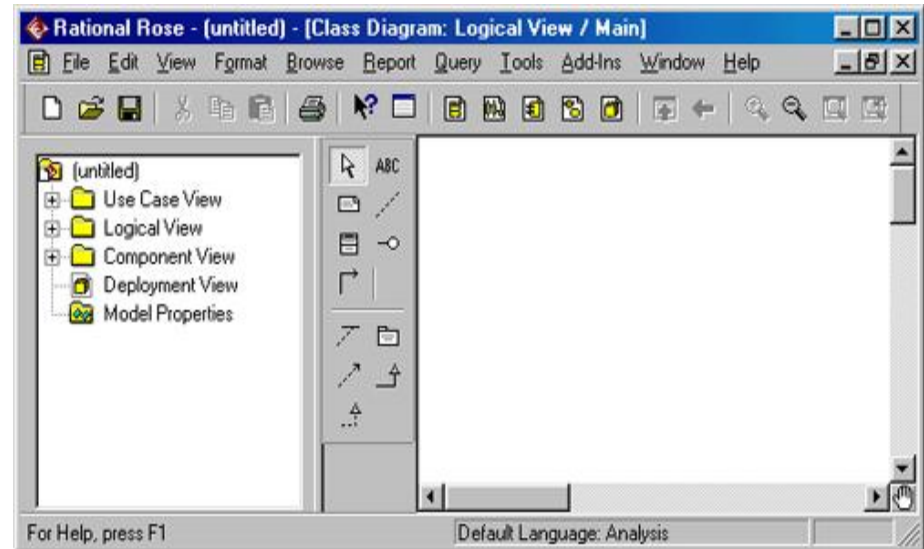 Rational Rose - (untitled) - [Class Diagram: Logical View / Main]
File Edit View Format Browse Report Query Tools Add-Ins Window Help
(untitled)
Use Case View
Logical View
Component View
Deployment View
Model Properties
ABC
For Help, press F1
Default Language: Analysis